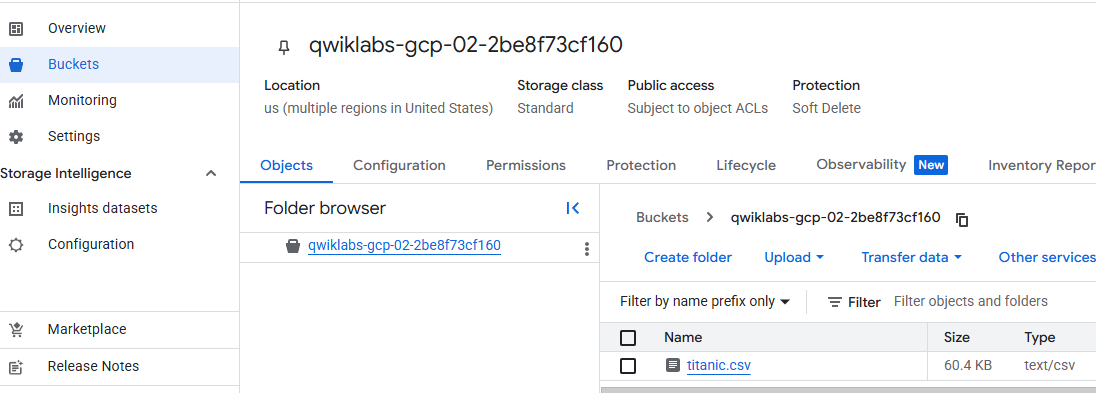 Overview
Buckets
Monitoring
Settings
Storage Intelligence
Insights datasets
Configuration
Marketplace
Release Notes
qwiklabs-gcp-02-2be8f73cf160
Location Storage class Public access Protection
us (multiple regions in United States) Standard Subject to object ACLs Soft Delete
Objects Configuration Permissions Protection Lifecycle Observability New Inventory Repor
Folder browser
qwiklabs-gcp-02-2be8f73cf160
Buckets > qwiklabs-gcp-02-2be8f73cf160
Create folder Upload Transfer data Other services
Filter by name prefix only Filter Filter objects and folders
Name Size Type
titanic.csv 60.4 KB text/csv